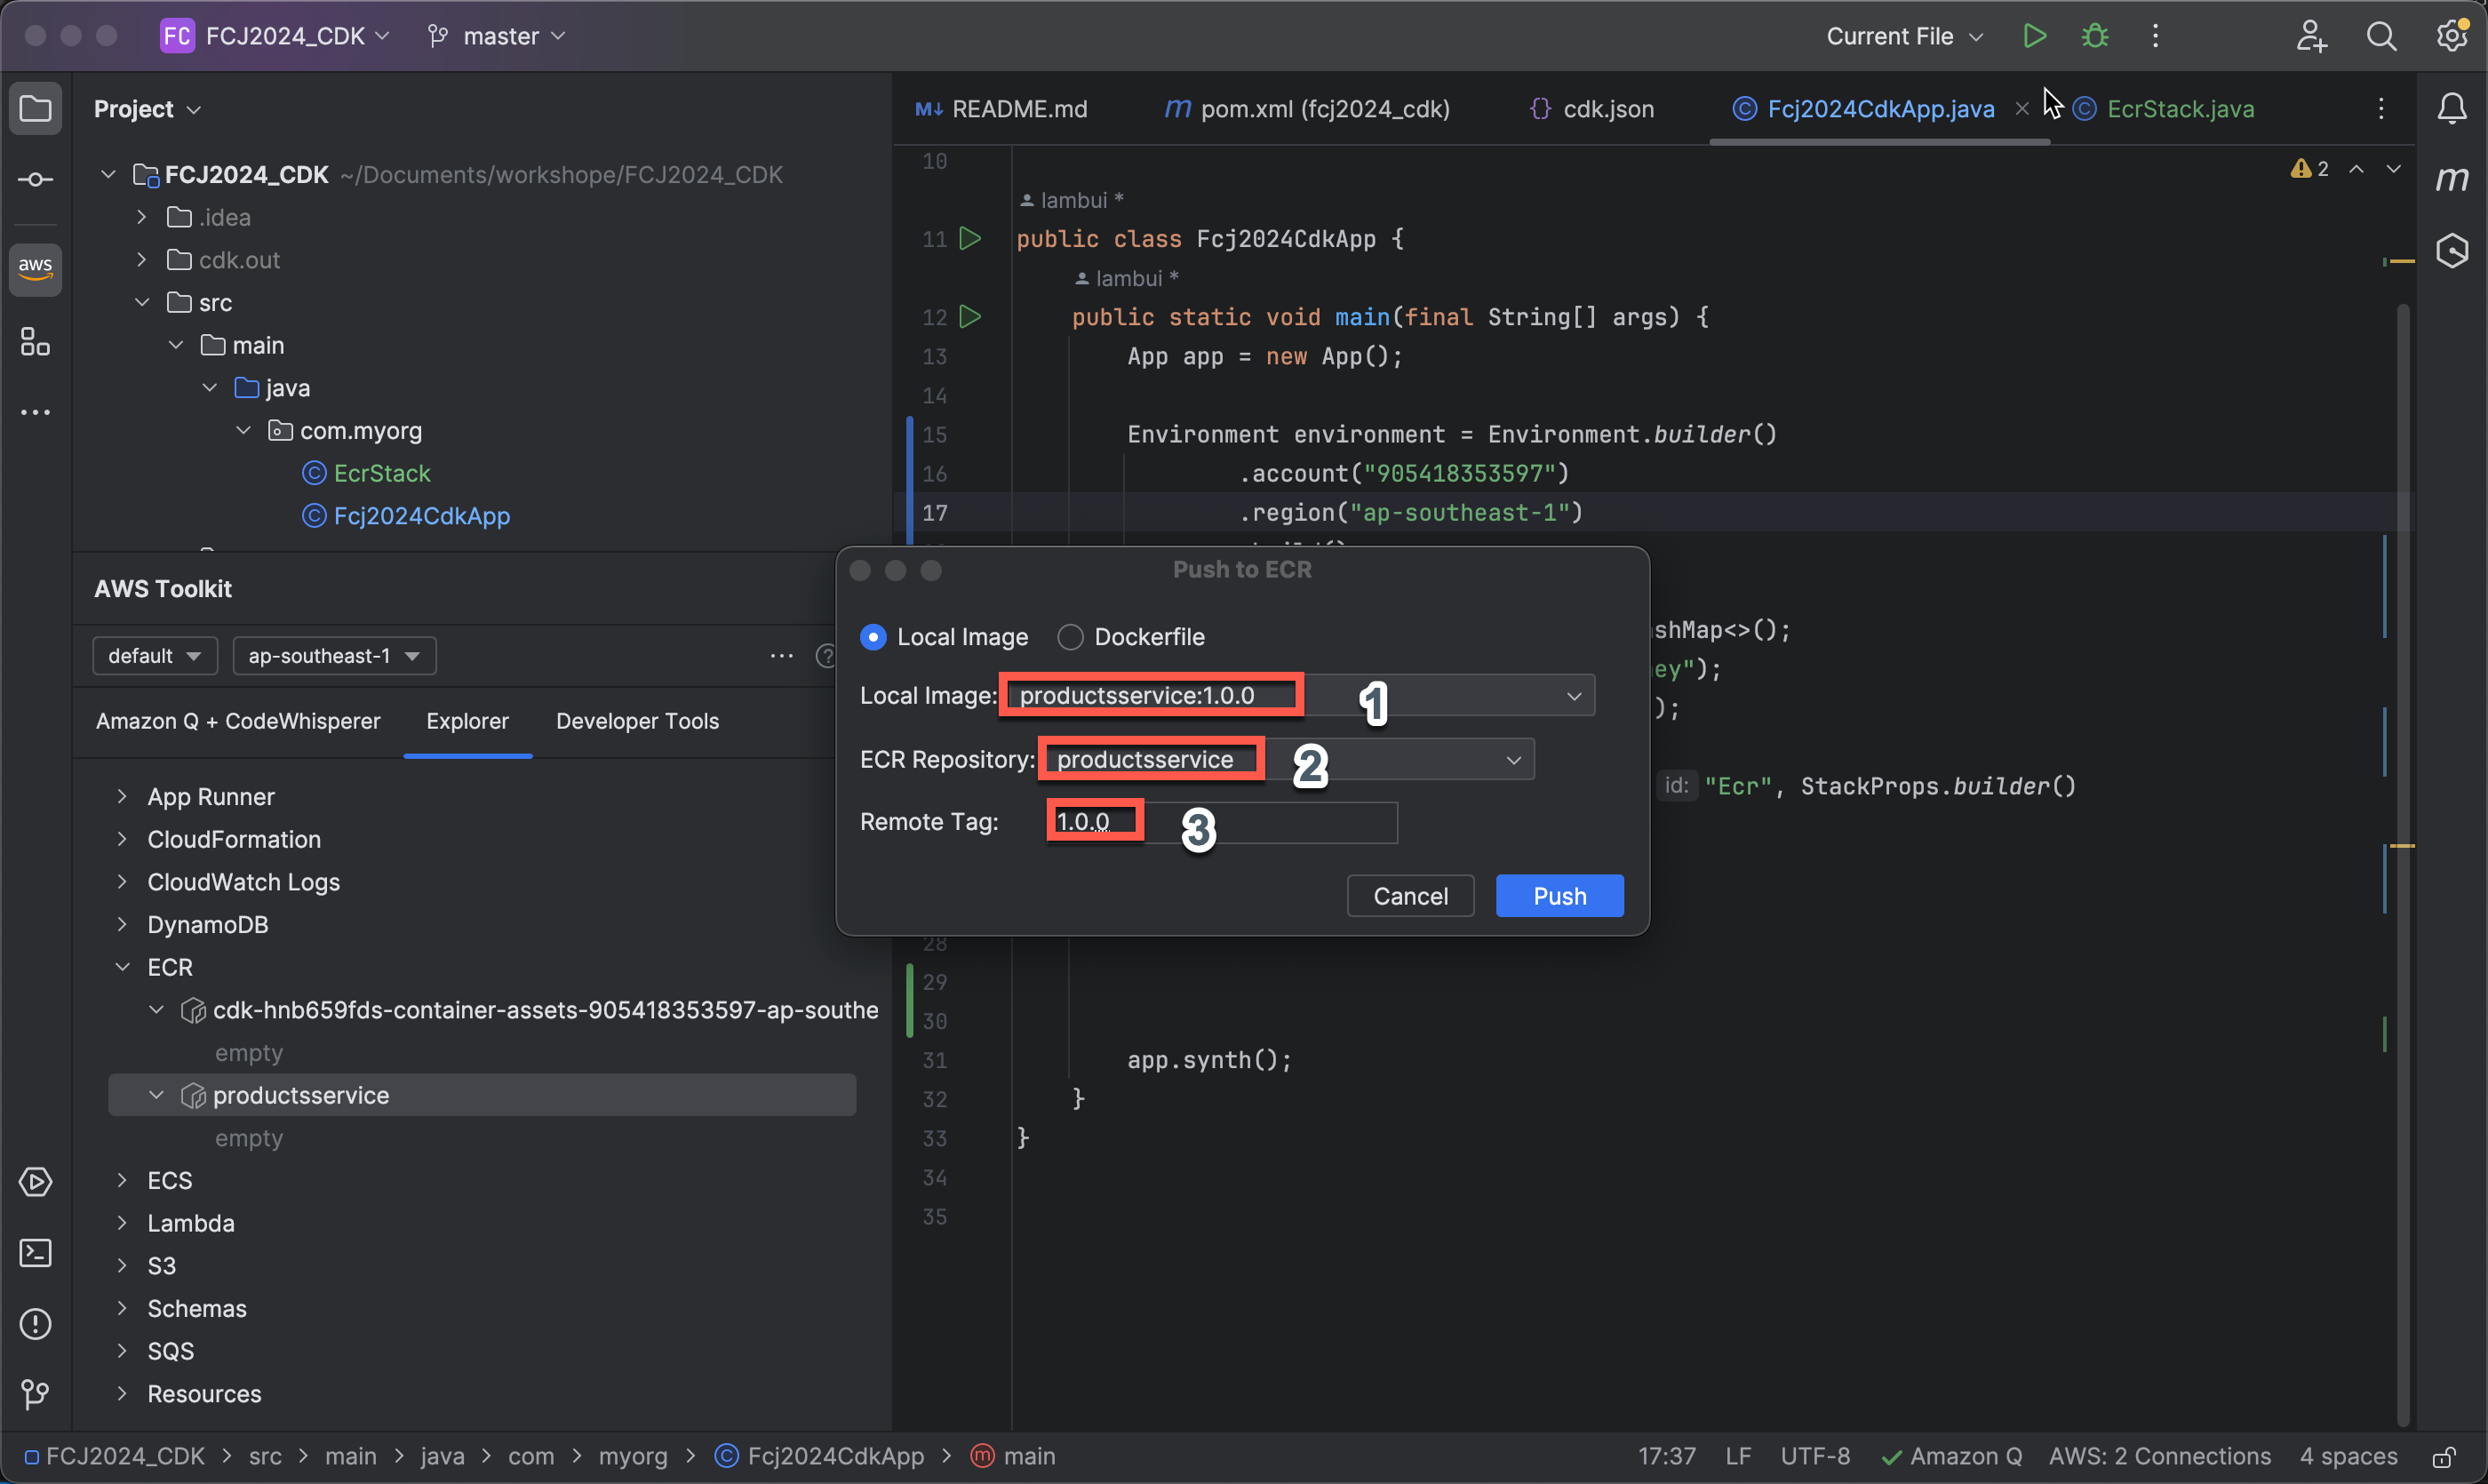 FC FCJ2024_CDK master Current File
Project
README.md pom.xml (fcj2024_cdk) cdk.json Fcj2024CdkApp.java EcrStack.java
FCJ2024_CDK ~/Documents/workshope/FCJ2024_CDK
.idea
cdk.out
src
main
java
com.myorg
EcrStack
Fcj2024CdkApp
aws
2
10
lambui *
11 public class Fcj2024CdkApp {
lambui *
12 public static void main(final String[] args) {
13 App app = new App();
14
15 Environment environment = Environment.builder()
16 .account("905418353597")
17 .region("ap-southeast-1")
shMap<>();
ey");
);
id: "Ecr", StackProps.builder()
28
29
30
31 app.synth();
32 }
33 }
34
35
AWS Toolkit
default ap-southeast-1
Amazon Q + CodeWhisperer Explorer Developer Tools
App Runner
CloudFormation
CloudWatch Logs
DynamoDB
ECR
cdk-hnb659fds-container-assets-905418353597-ap-southe
empty
productsservice
empty
ECS
Lambda
S3
Schemas
SQS
Resources
Push to ECR
Local Image Dockerfile
Local Image: productsservice:1.0.0 1
ECR Repository: productsservice 2
Remote Tag: 1.0.0 3
Cancel Push
FCJ2024_CDK > src > main > java > com > myorg > Fcj2024CdkApp > main
17:37 LF UTF-8 Amazon Q AWS: 2 Connections 4 spaces